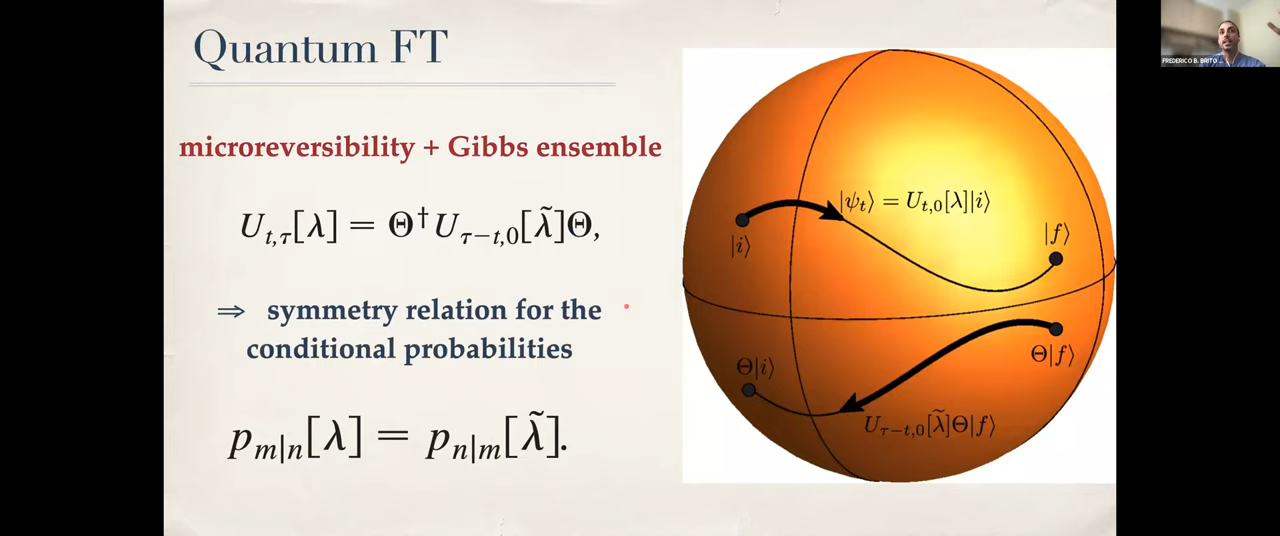 Quantum FT
microreversibility + Gibbs ensemble
U_{t,τ}[λ] = Θ†U_{τ−t,0}[λ̃]Θ,
⇒ symmetry relation for the
conditional probabilities
p_{m|n}[λ] = p_{n|m}[λ̃].
|ψ_t⟩ = U_{t,0}[λ]|i⟩
|i⟩
|f⟩
Θ|i⟩
Θ|f⟩
U_{τ−t,0}[λ̃]Θ|f⟩
FREDERICO B. BRITO ...